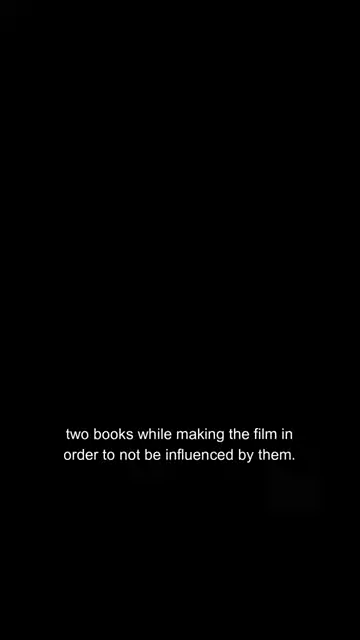 two books while making the film in
order to not be influenced by them.